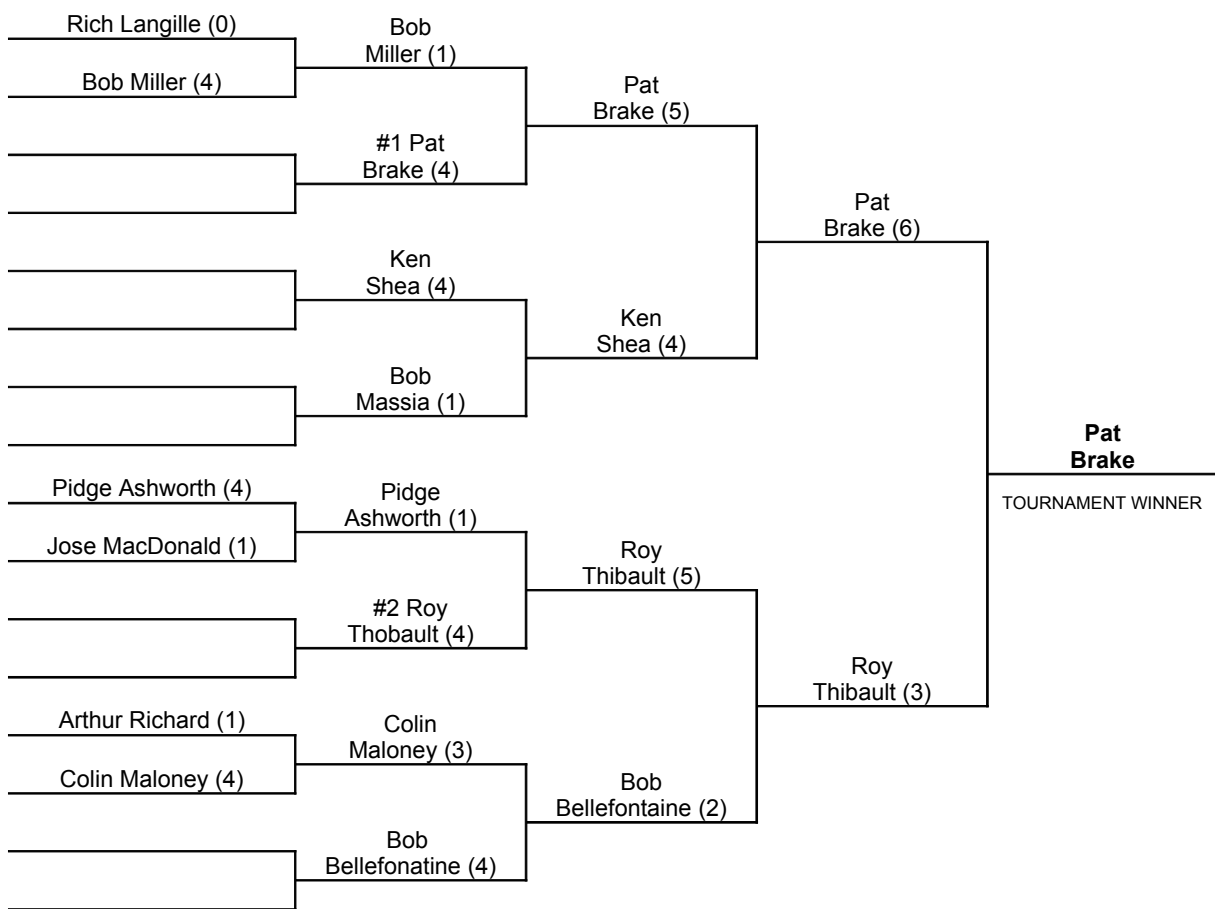 Rich Langille (0)
Bob Miller (4)
Bob
Miller (1)
#1 Pat
Brake (4)
Ken
Shea (4)
Bob
Massia (1)
Pidge Ashworth (4)
Jose MacDonald (1)
Pidge
Ashworth (1)
#2 Roy
Thobault (4)
Arthur Richard (1)
Colin Maloney (4)
Colin
Maloney (3)
Bob
Bellefonatine (4)
Pat
Brake (5)
Ken
Shea (4)
Roy
Thibault (5)
Bob
Bellefontaine (2)
Pat
Brake (6)
Roy
Thibault (3)
Pat
Brake
TOURNAMENT WINNER